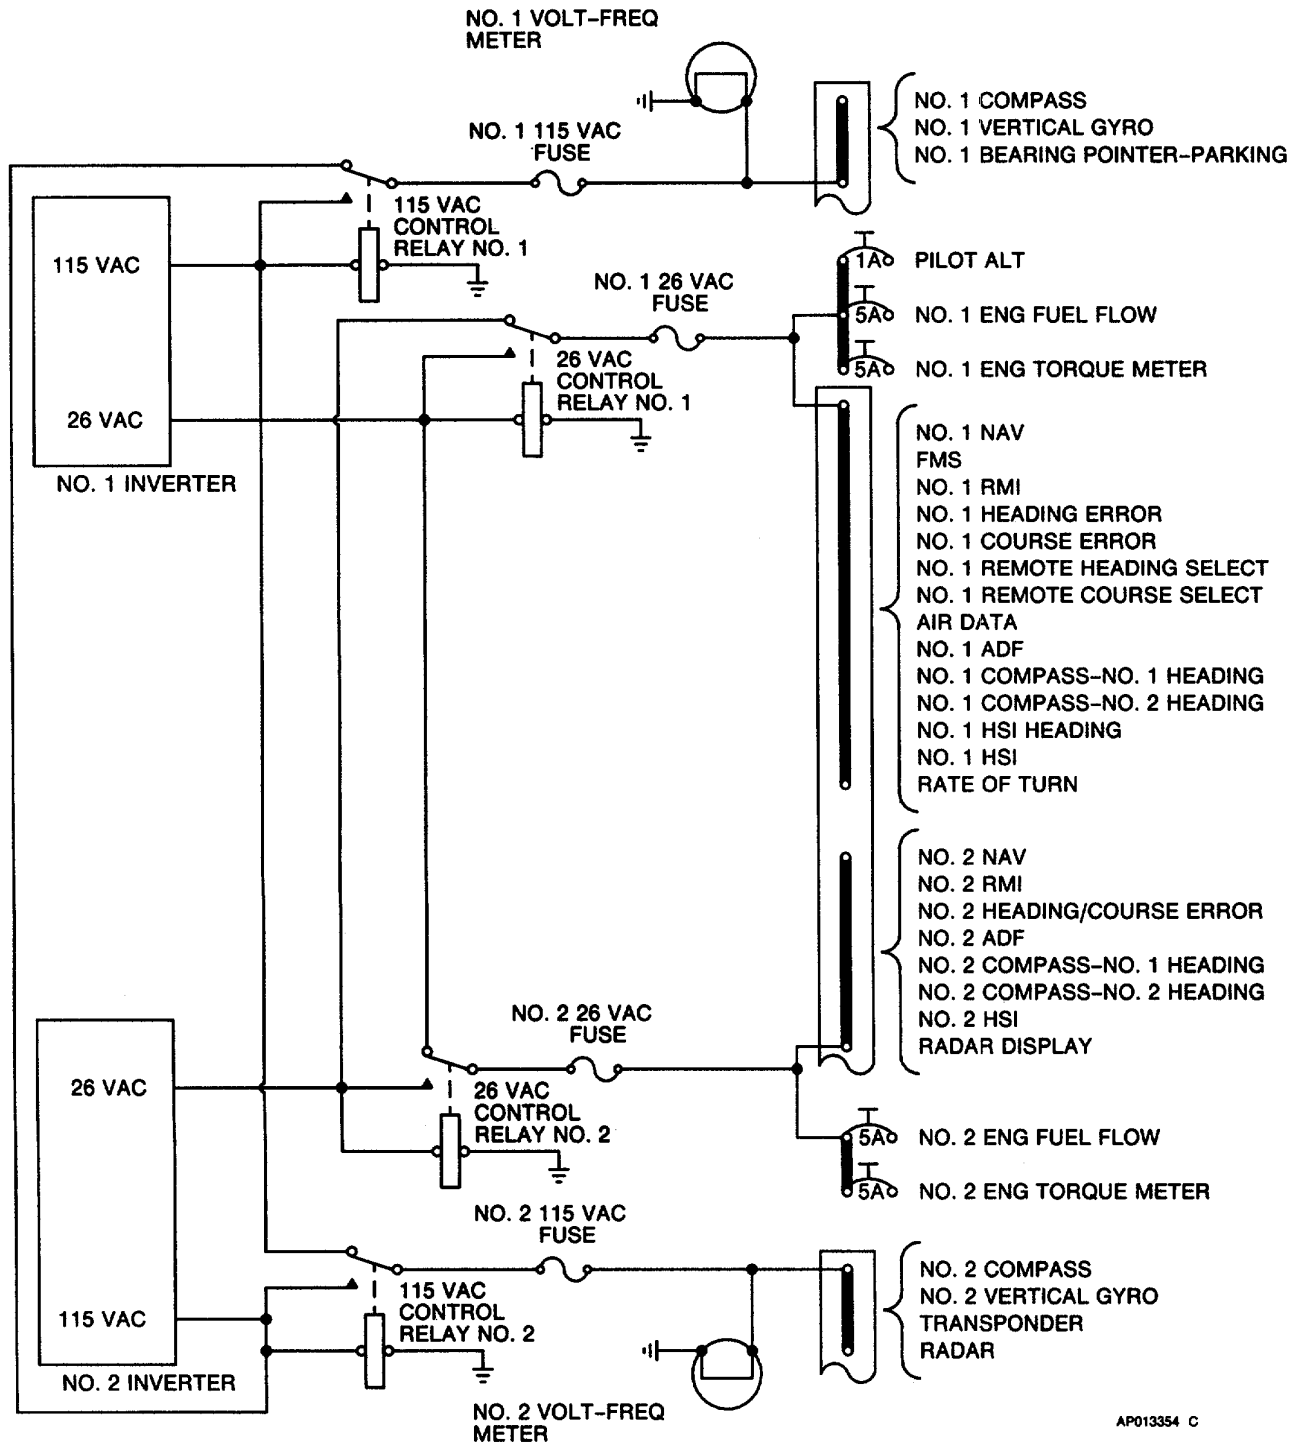 NO. 1 VOLT-FREQ
METER
NO. 1 115 VAC
FUSE
NO. 1 COMPASS
NO. 1 VERTICAL GYRO
NO. 1 BEARING POINTER-PARKING
115 VAC
CONTROL
RELAY NO. 1
115 VAC
26 VAC
NO. 1 INVERTER
NO. 1 26 VAC
FUSE
26 VAC
CONTROL
RELAY NO. 1
1A
PILOT ALT
5A
NO. 1 ENG FUEL FLOW
5A
NO. 1 ENG TORQUE METER
NO. 1 NAV
FMS
NO. 1 RMI
NO. 1 HEADING ERROR
NO. 1 COURSE ERROR
NO. 1 REMOTE HEADING SELECT
NO. 1 REMOTE COURSE SELECT
AIR DATA
NO. 1 ADF
NO. 1 COMPASS-NO. 1 HEADING
NO. 1 COMPASS-NO. 2 HEADING
NO. 1 HSI HEADING
NO. 1 HSI
RATE OF TURN
NO. 2 NAV
NO. 2 RMI
NO. 2 HEADING/COURSE ERROR
NO. 2 ADF
NO. 2 COMPASS-NO. 1 HEADING
NO. 2 COMPASS-NO. 2 HEADING
NO. 2 HSI
RADAR DISPLAY
NO. 2 26 VAC
FUSE
26 VAC
CONTROL
RELAY NO. 2
26 VAC
115 VAC
NO. 2 INVERTER
5A
NO. 2 ENG FUEL FLOW
5A
NO. 2 ENG TORQUE METER
NO. 2 115 VAC
FUSE
115 VAC
CONTROL
RELAY NO. 2
NO. 2 COMPASS
NO. 2 VERTICAL GYRO
TRANSPONDER
RADAR
NO. 2 VOLT-FREQ
METER
AP013354 C